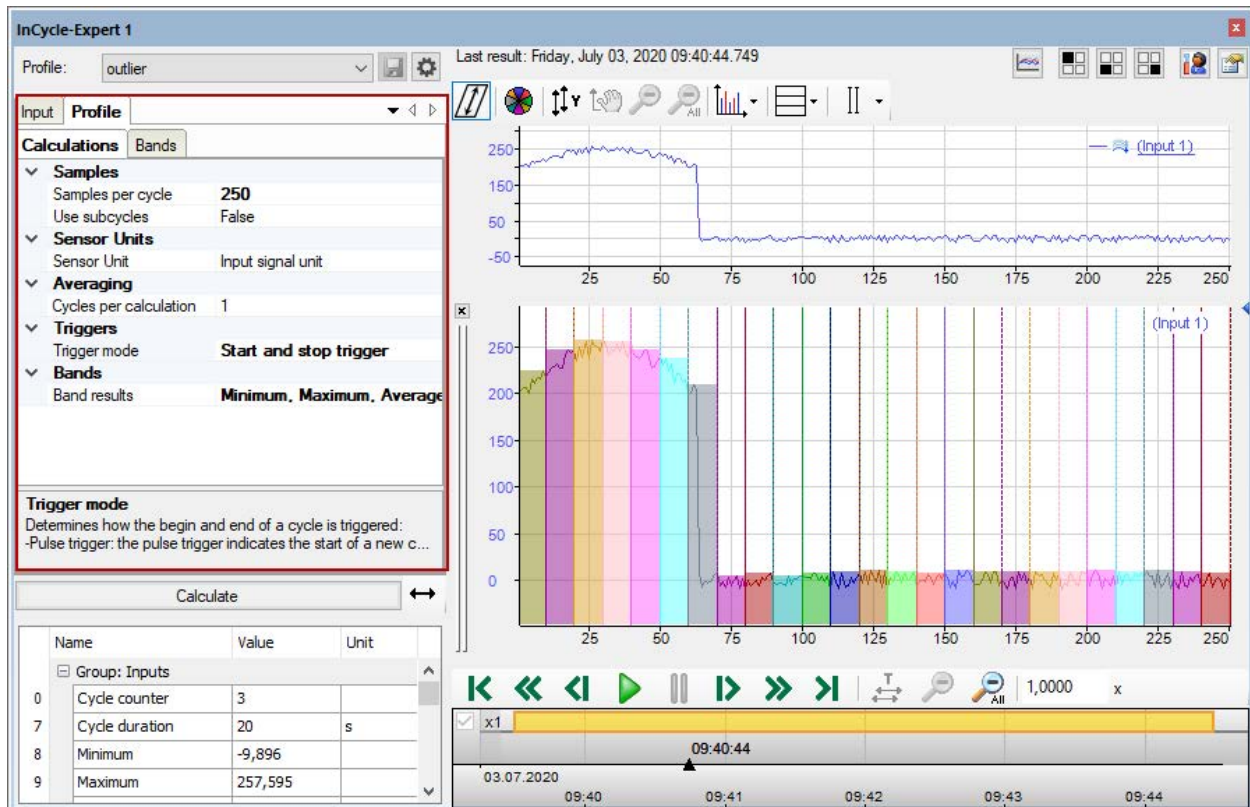 InCycle-Expert 1
Profile:
outlier
Input Profile
Calculations Bands
Samples
Samples per cycle 250
Use subcycles False
Sensor Units
Sensor Unit Input signal unit
Averaging
Cycles per calculation 1
Triggers
Trigger mode Start and stop trigger
Bands
Band results Minimum, Maximum, Average
Trigger mode
Determines how the begin and end of a cycle is triggered:
-Pulse trigger: the pulse trigger indicates the start of a new c...
Calculate
Name Value Unit
Group: Inputs
0 Cycle counter 3
7 Cycle duration 20 s
8 Minimum -9,896
9 Maximum 257,595
Last result: Friday, July 03, 2020 09:40:44.749
Y
All
250
150
50
-50
(Input 1)
25 50 75 100 125 150 175 200 225 250
(Input 1)
250
200
150
100
50
0
25 50 75 100 125 150 175 200 225 250
T
All
1,0000 x
x1
09:40:44
03.07.2020
09:40 09:41 09:42 09:43 09:44